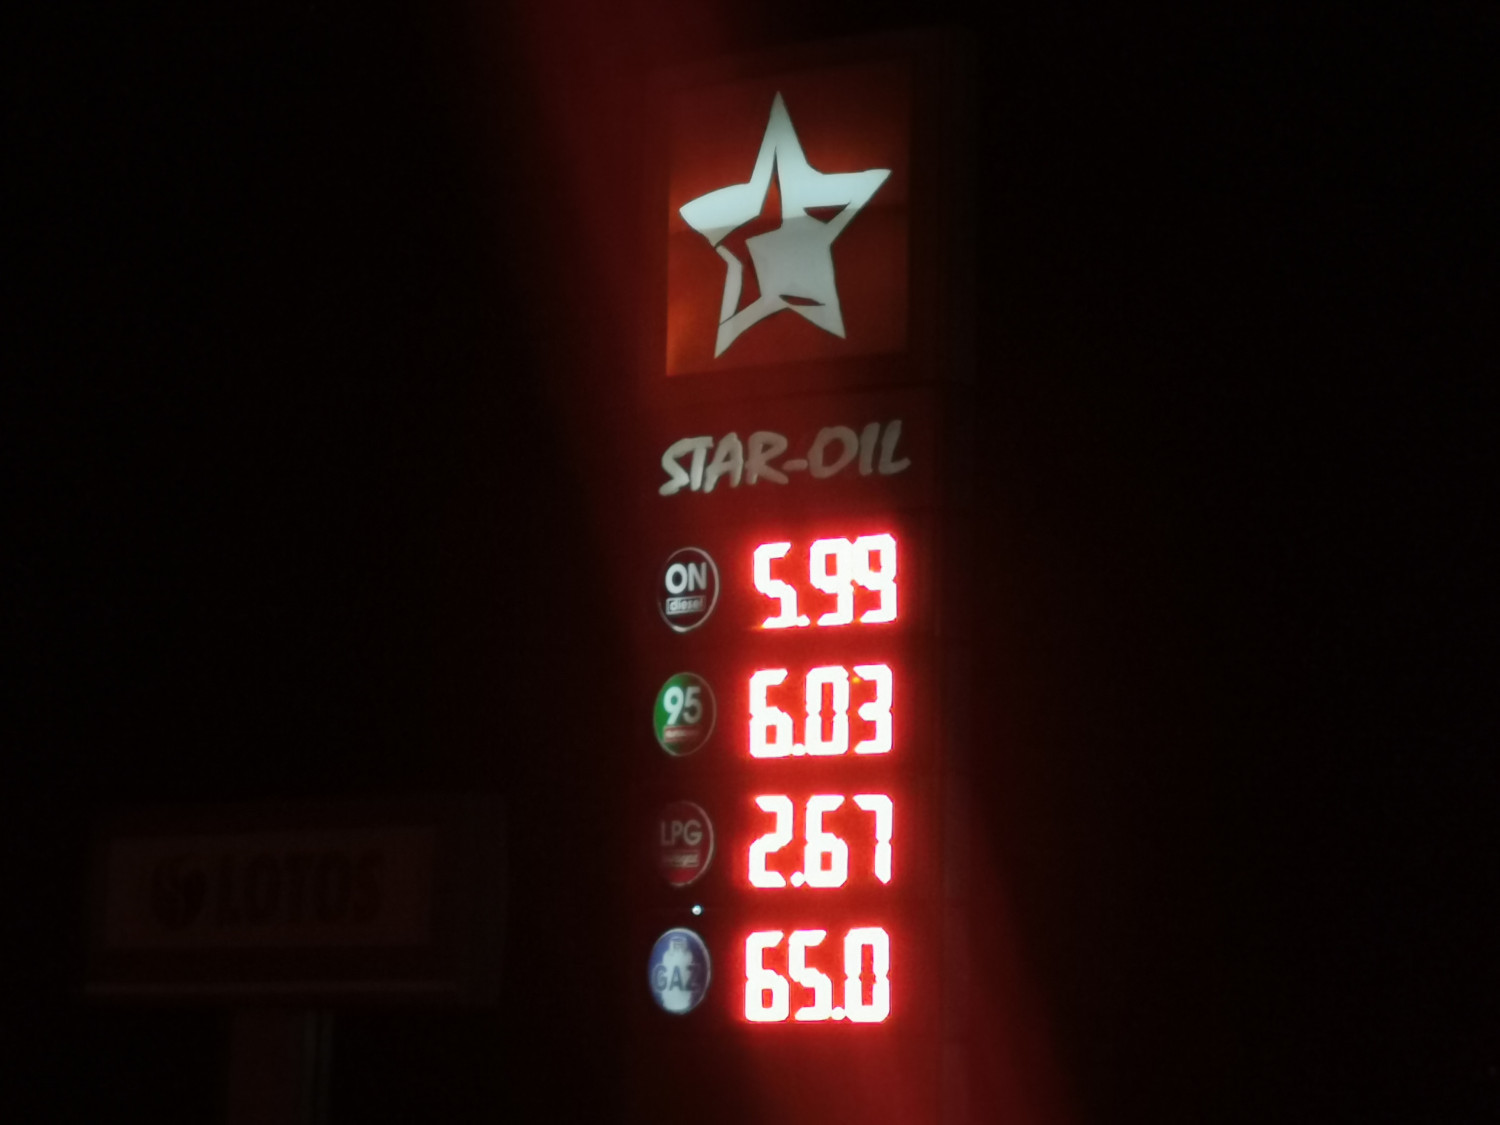 STAR-OIL
ON 5.99
diesel
95 6.03
LPG 2.67
GAZ 65.0
LOTOS